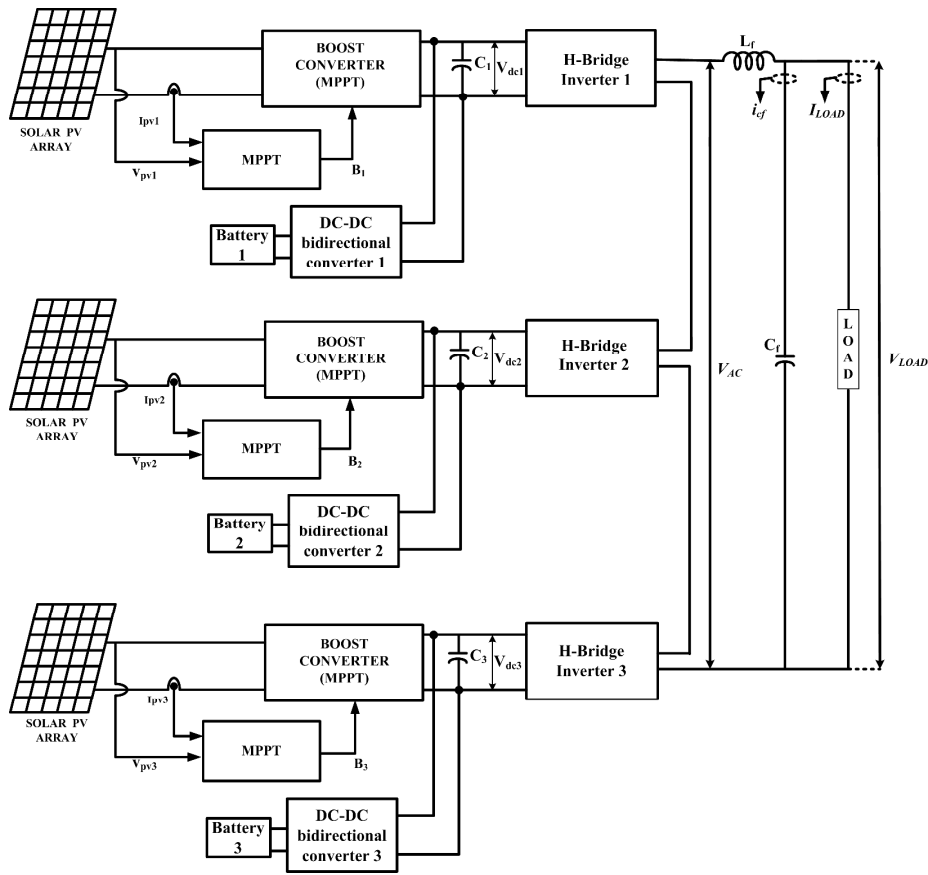 BOOST
CONVERTER
(MPPT)
C1
Vdc1
H-Bridge
Inverter 1
Lf
icf
ILOAD
SOLAR PV
ARRAY
Ipv1
Vpv1
MPPT
B1
Battery
1
DC-DC
bidirectional
converter 1
BOOST
CONVERTER
(MPPT)
C2
Vdc2
H-Bridge
Inverter 2
VAC
Cf
LOAD
VLOAD
SOLAR PV
ARRAY
Ipv2
Vpv2
MPPT
B2
Battery
2
DC-DC
bidirectional
converter 2
BOOST
CONVERTER
(MPPT)
C3
Vdc3
H-Bridge
Inverter 3
SOLAR PV
ARRAY
Ipv3
Vpv3
MPPT
B3
Battery
3
DC-DC
bidirectional
converter 3